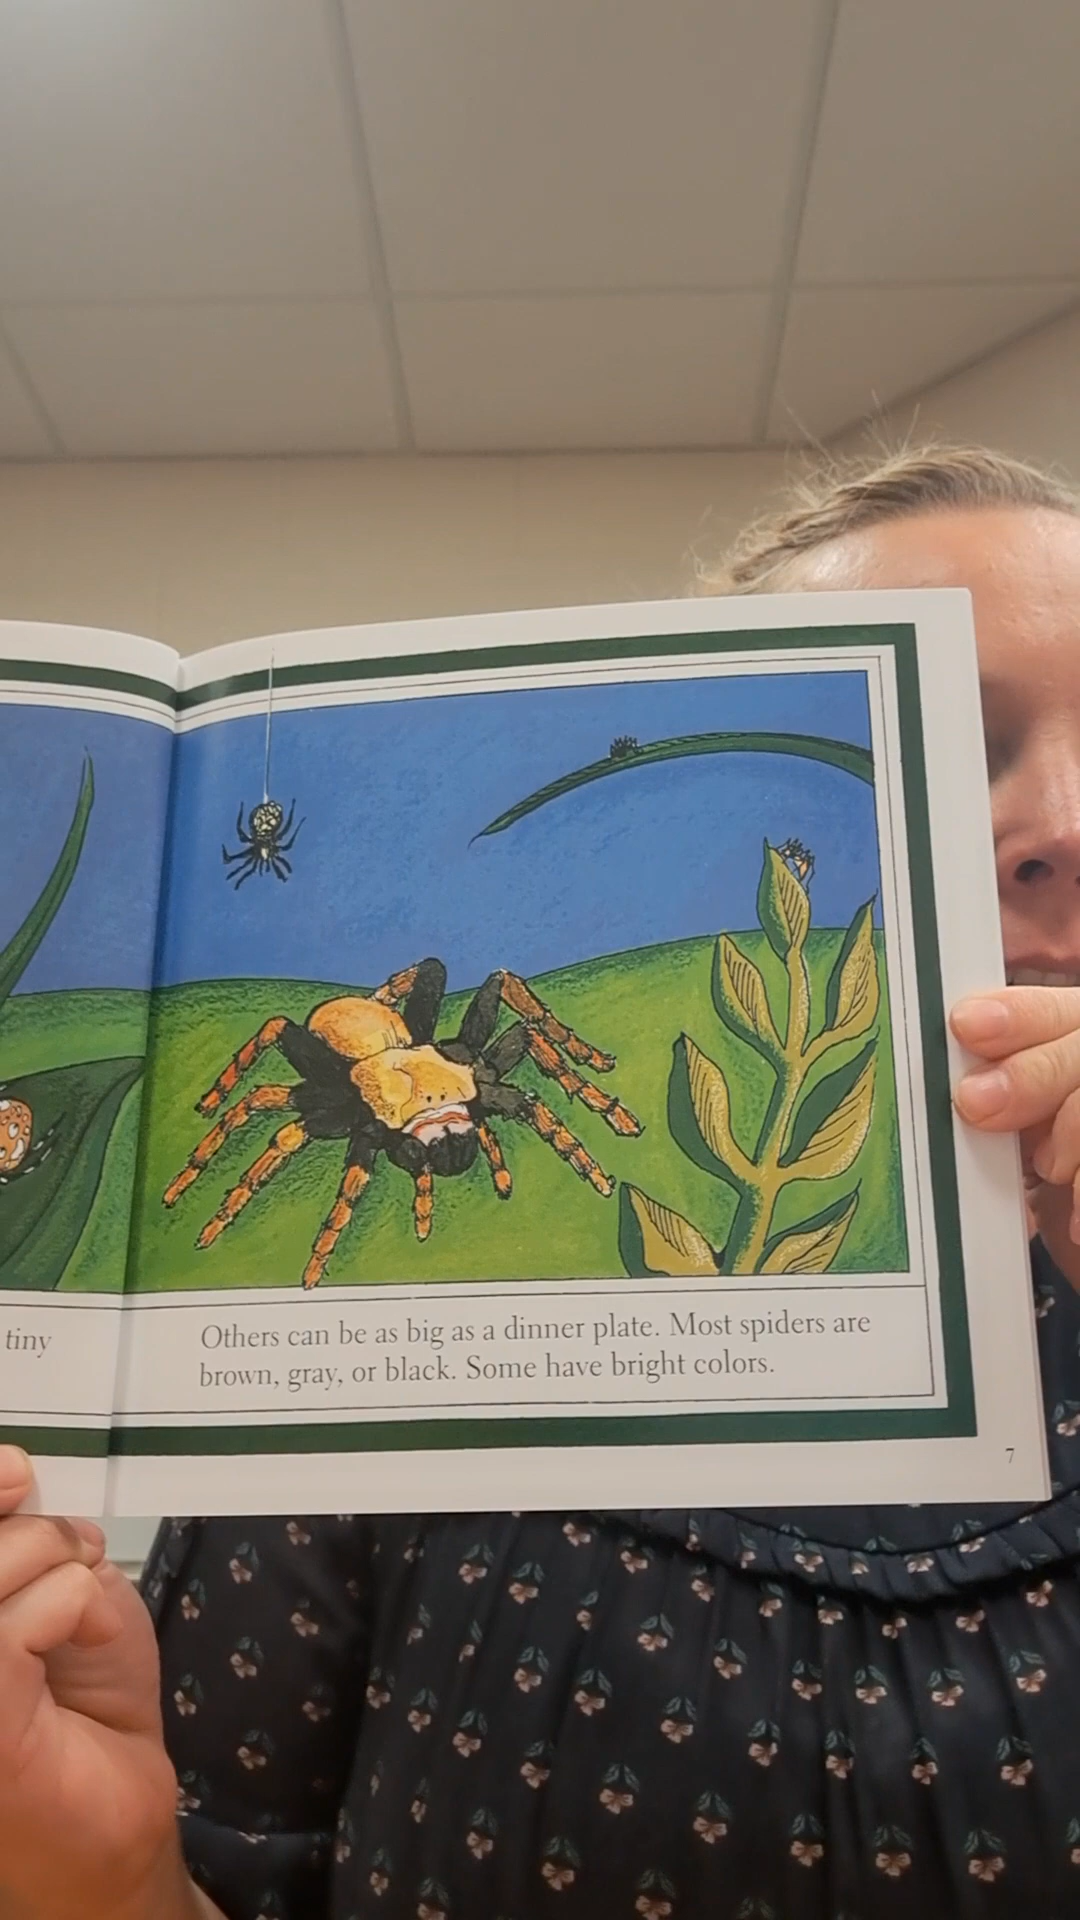 tiny
Others can be as big as a dinner plate. Most spiders are
brown, gray, or black. Some have bright colors.
7